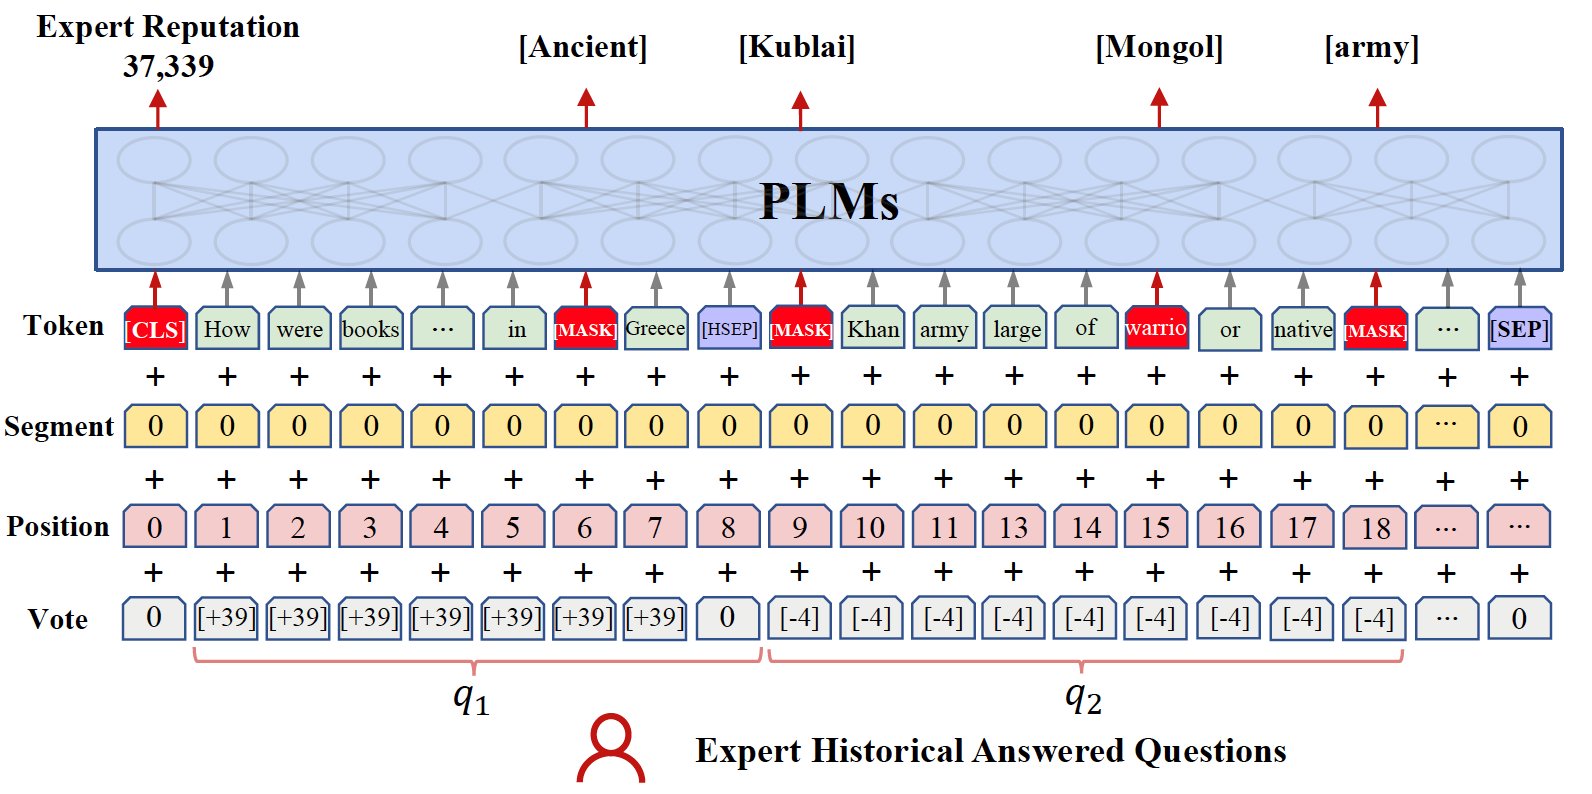 Expert Reputation
37,339
[Ancient] [Kublai] [Mongol] [army]
PLMs
Token [CLS] How were books ... in [MASK] Greece [HSEP] [MASK] Khan army large of warrio or native [MASK] ... [SEP]
+ + + + + + + + + + + + + + + + + + + +
Segment 0 0 0 0 0 0 0 0 0 0 0 0 0 0 0 0 0 0 ... 0
+ + + + + + + + + + + + + + + + + + + +
Position 0 1 2 3 4 5 6 7 8 9 10 11 13 14 15 16 17 18 ... ...
+ + + + + + + + + + + + + + + + + + + +
Vote 0 [+39] [+39] [+39] [+39] [+39] [+39] [+39] 0 [-4] [-4] [-4] [-4] [-4] [-4] [-4] [-4] [-4] ... 0
q1 q2
Expert Historical Answered Questions